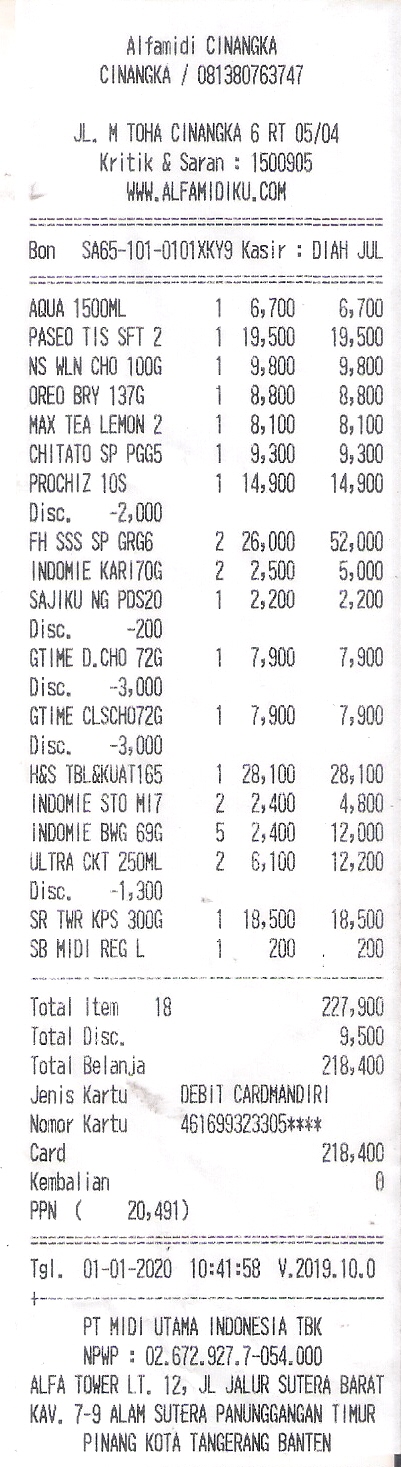 Alfamidi CINANGKA
CINANGKA / 081380763747
JL. M TOHA CINANGKA 6 RT 05/04
Kritik & Saran : 1500905
WWW.ALFAMIDIKU.COM
Bon SA65-101-0101XKY9 Kasir : DIAH JUL
AQUA 1500ML 1 6,700 6,700
PASEO TIS SFT 2 1 19,500 19,500
NS WLN CHO 100G 1 9,800 9,800
OREO BRY 137G 1 8,800 8,800
MAX TEA LEMON 2 1 8,100 8,100
CHITATO SP PGG5 1 9,300 9,300
PROCHIZ 10S 1 14,900 14,900
Disc. -2,000
FH SSS SP GRG6 2 26,000 52,000
INDOMIE KARI70G 2 2,500 5,000
SAJIKU NG PDS20 1 2,200 2,200
Disc. -200
GTIME D.CHO 72G 1 7,900 7,900
Disc. -3,000
GTIME CLSCHO72G 1 7,900 7,900
Disc. -3,000
H&S TBL&KUAT165 1 28,100 28,100
INDOMIE STO MI7 2 2,400 4,800
INDOMIE BWG 69G 5 2,400 12,000
ULTRA CKT 250ML 2 6,100 12,200
Disc. -1,300
SR TWR KPS 300G 1 18,500 18,500
SB MIDI REG L 1 200 200
Total Item 18 227,900
Total Disc. 9,500
Total Belanja 218,400
Jenis Kartu DEBIT CARDMANDIRI
Nomor Kartu 461699323305****
Card 218,400
Kembalian 0
PPN ( 20,491)
Tgl. 01-01-2020 10:41:58 V.2019.10.0
PT MIDI UTAMA INDONESIA TBK
NPWP : 02.672.927.7-054.000
ALFA TOWER LT. 12, JL JALUR SUTERA BARAT
KAV. 7-9 ALAM SUTERA PANUNGGANGAN TIMUR
PINANG KOTA TANGERANG BANTEN